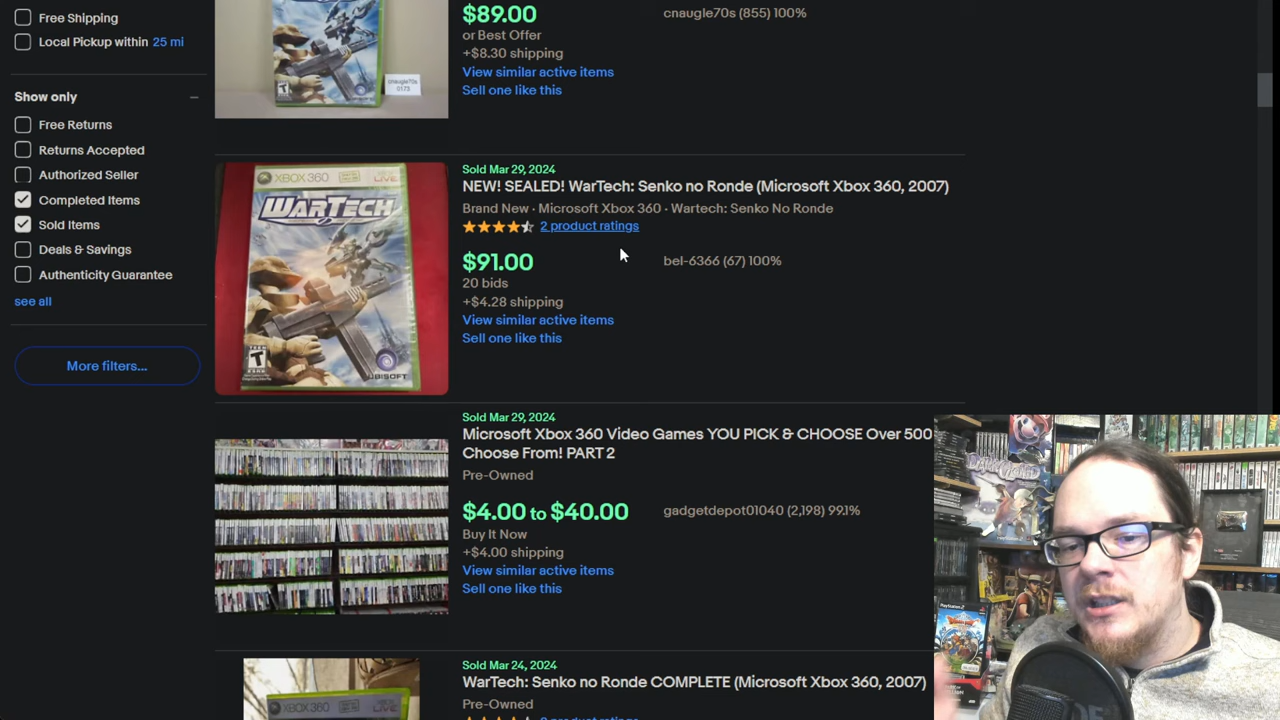 Free Shipping
Local Pickup within 25 mi
Show only
Free Returns
Returns Accepted
Authorized Seller
Completed Items
Sold Items
Deals & Savings
Authenticity Guarantee
see all
More filters...
$89.00
or Best Offer
+$8.30 shipping
View similar active items
Sell one like this
cnaugle70s (855) 100%
cnaugle70s
0173
Sold Mar 29, 2024
NEW! SEALED! WarTech: Senko no Ronde (Microsoft Xbox 360, 2007)
Brand New · Microsoft Xbox 360 · Wartech: Senko No Ronde
2 product ratings
$91.00
20 bids
+$4.28 shipping
View similar active items
Sell one like this
bel-6366 (67) 100%
XBOX 360
LIVE
WARTECH
T
UBISOFT
Sold Mar 29, 2024
Microsoft Xbox 360 Video Games YOU PICK & CHOOSE Over 500
Choose From! PART 2
Pre-Owned
$4.00 to $40.00
Buy It Now
+$4.00 shipping
View similar active items
Sell one like this
gadgetdepot01040 (2,198) 99.1%
Sold Mar 24, 2024
WarTech: Senko no Ronde COMPLETE (Microsoft Xbox 360, 2007)
Pre-Owned
XBOX 360
PlayStation 2